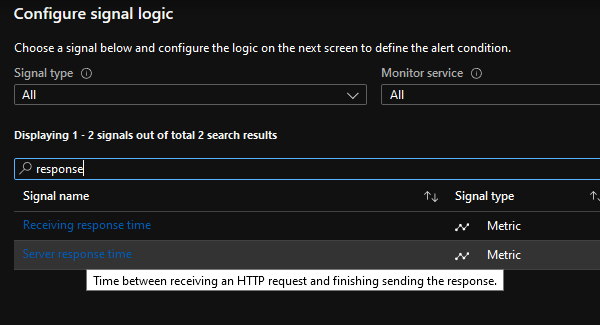 Configure signal logic
Choose a signal below and configure the logic on the next screen to define the alert condition.
Signal type
Monitor service
All
All
Displaying 1 - 2 signals out of total 2 search results
response
Signal name
Signal type
Receiving response time
Metric
Server response time
Metric
Time between receiving an HTTP request and finishing sending the response.